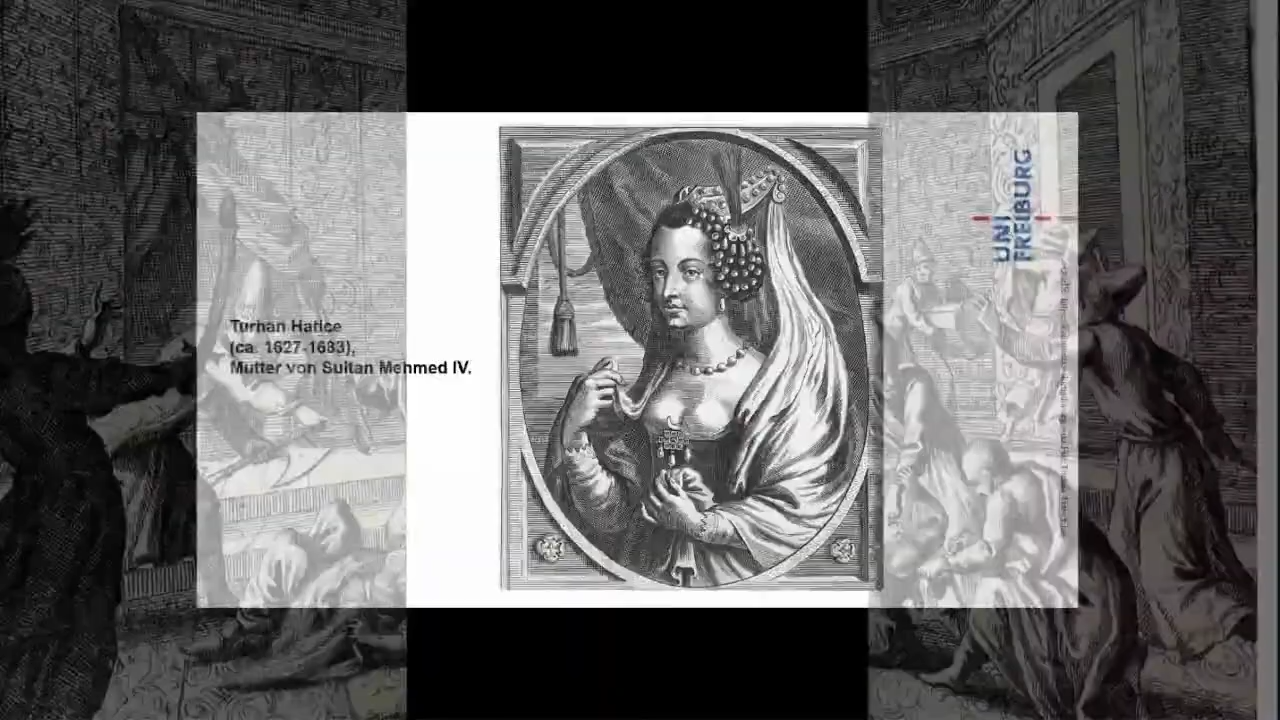 Turhan Hatice
(ca. 1627-1683),
Mutter von Sultan Mehmed IV.
UNI
FREIBURG